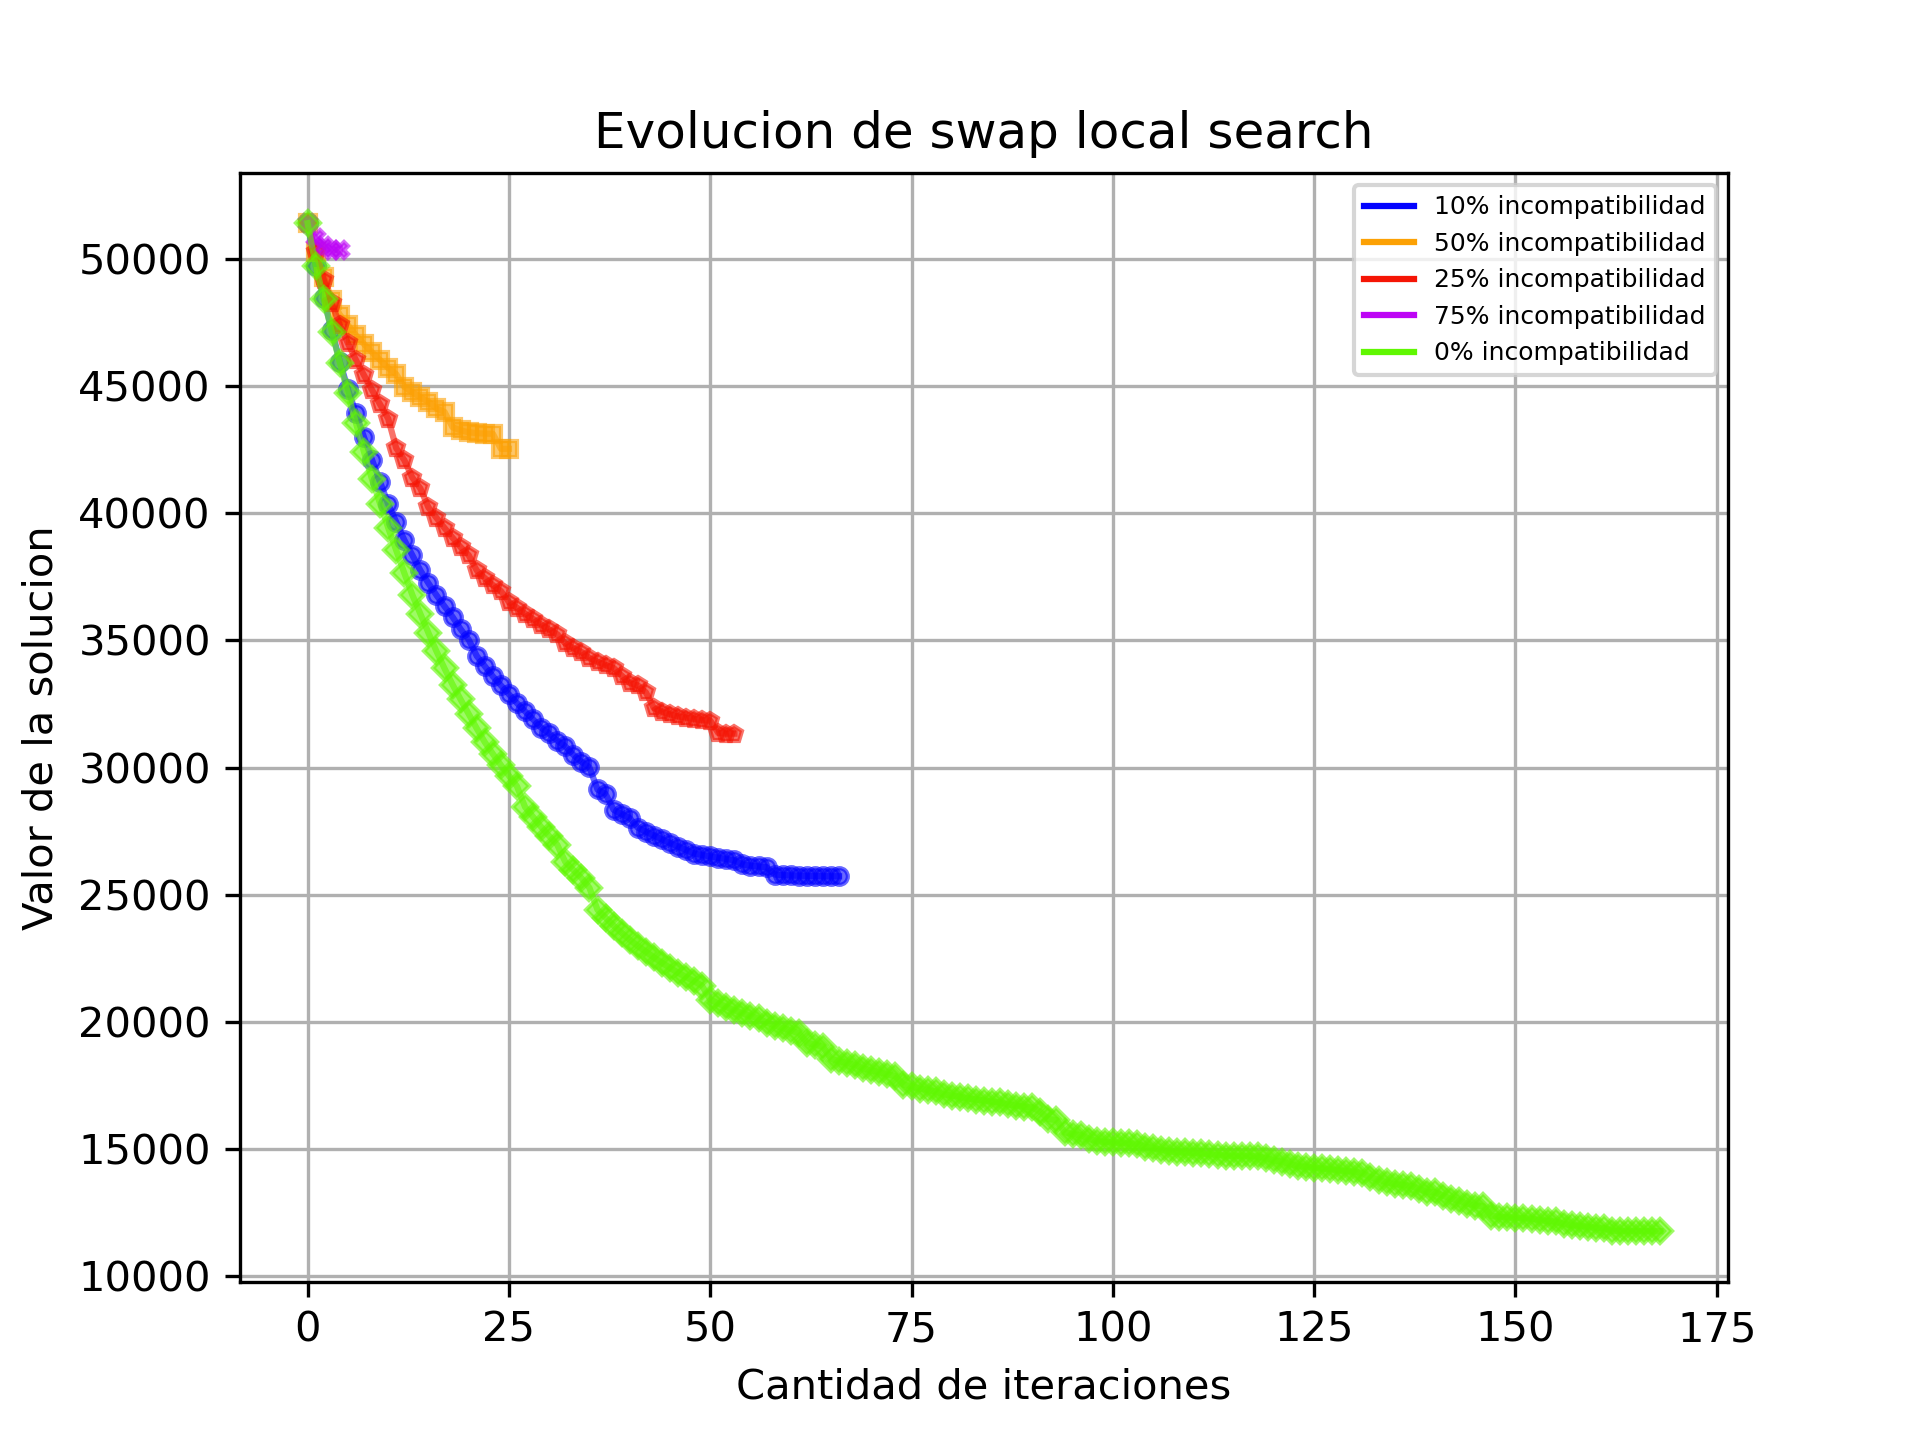 Evolucion de swap local search
10% incompatibilidad
50% incompatibilidad
25% incompatibilidad
75% incompatibilidad
0% incompatibilidad
Valor de la solucion
50000
45000
40000
35000
30000
25000
20000
15000
10000
0 25 50 75 100 125 150 175
Cantidad de iteraciones